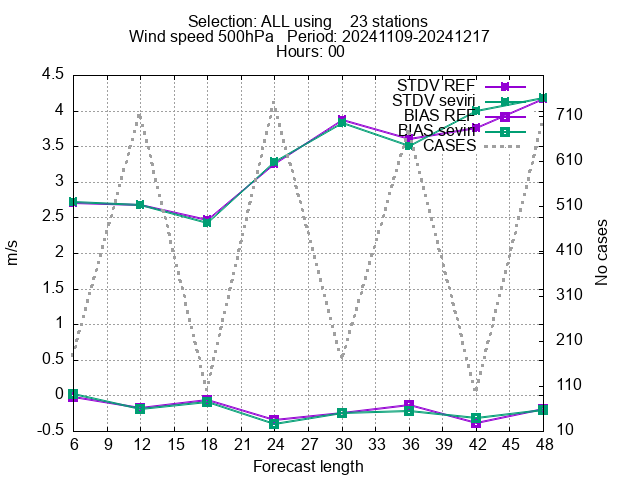 Selection: ALL using 23 stations
Wind speed 500hPa Period: 20241109-20241217
Hours: 00
4.5
4
3.5
3
2.5
2
1.5
1
0.5
0
-0.5
m/s
STDV REF
STDV seviri
BIAS REF
BIAS seviri
CASES
710
610
510
410
310
210
110
10
No cases
6 9 12 15 18 21 24 27 30 33 36 39 42 45 48
Forecast length